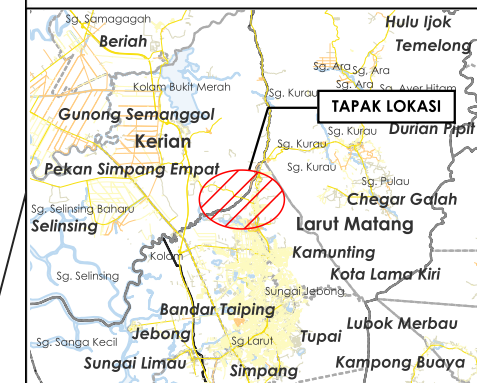 Sg. Samagagah
Hulu Ijok
Beriah
Temelong
Sg. Ara
Sg. Ara
Kolam Bukit Merah
Sg. Ara
Sg. Ayer Hitam
Sg. Kurau
TAPAK LOKASI
Gunong Semanggol
Durian Pipit
Kerian
Sg. Kurau
Sg. Kurau
Pekan Simpang Empat
Sg. Kurau
Sg. Pulau
Chegar Galah
Sg. Selinsing Baharu
Selinsing
Larut Matang
Kolam
Kamunting
Sg. Selinsing
Kota Lama Kiri
Sungai Jebong
Bandar Taiping
Jebong
Lubok Merbau
Sg. Sanga Kecil
Sg Larut
Tupai
Sungai Limau
Simpang
Kampong Buaya